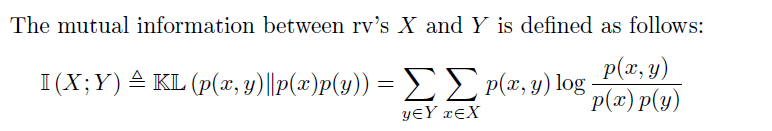 The mutual information between rv's X and Y is defined as follows:
𝕀(X; Y) ≜ 𝕂𝕃 (p(x, y)‖p(x)p(y)) = ∑_{y∈Y} ∑_{x∈X} p(x, y) log p(x, y) / p(x) p(y)